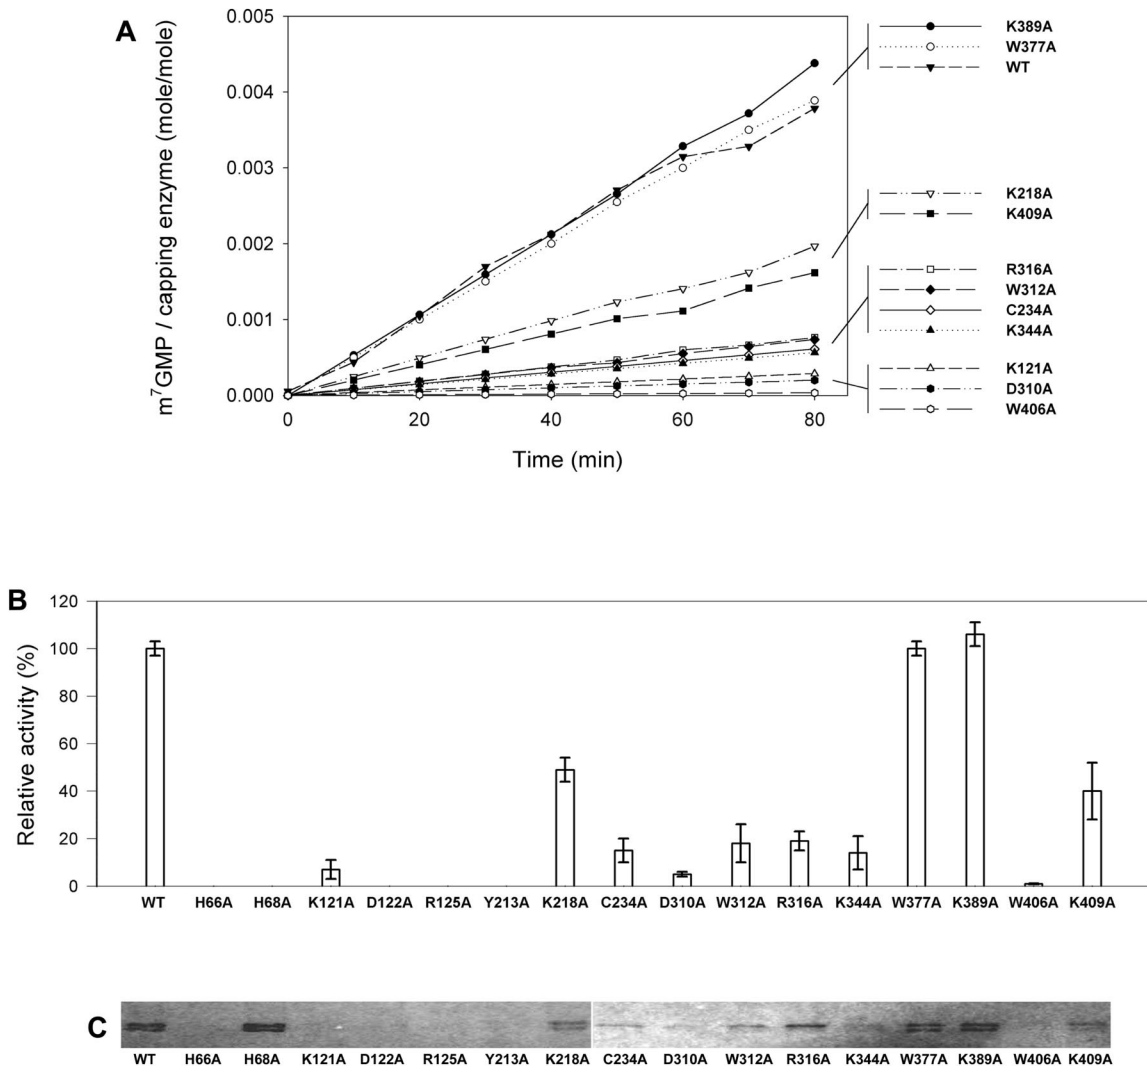 A
m⁷GMP / capping enzyme (mole/mole)
0.005
0.004
0.003
0.002
0.001
0.000
0 20 40 60 80
Time (min)
K389A
W377A
WT
K218A
K409A
R316A
W312A
C234A
K344A
K121A
D310A
W406A
B
Relative activity (%)
120
100
80
60
40
20
0
WT H66A H68A K121A D122A R125A Y213A K218A C234A D310A W312A R316A K344A W377A K389A W406A K409A
C
WT H66A H68A K121A D122A R125A Y213A K218A C234A D310A W312A R316A K344A W377A K389A W406A K409A